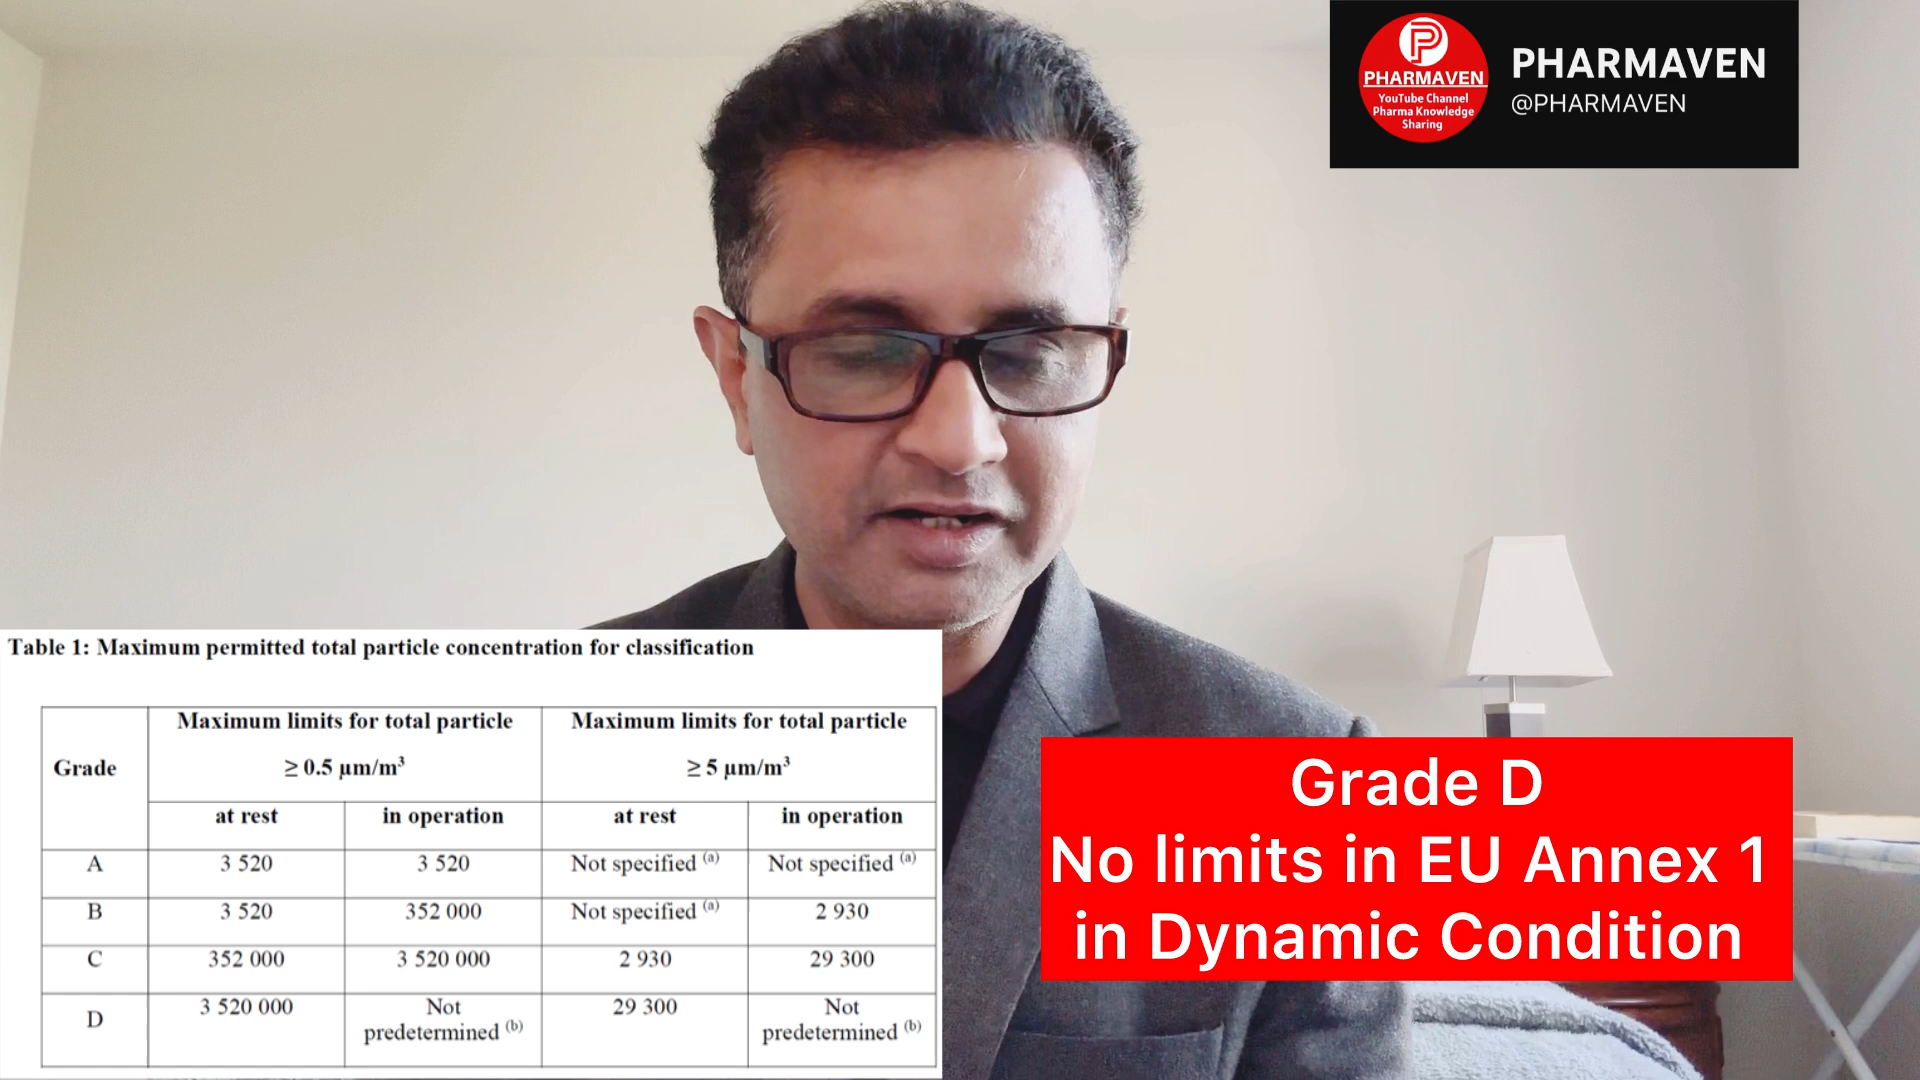 P
PHARMAVEN
YouTube Channel
Pharma Knowledge
Sharing
PHARMAVEN
@PHARMAVEN
Table 1: Maximum permitted total particle concentration for classification
Grade
Maximum limits for total particle
≥ 0.5 µm/m³
Maximum limits for total particle
≥ 5 µm/m³
at rest in operation at rest in operation
A 3 520 3 520 Not specified (a) Not specified (a)
B 3 520 352 000 Not specified (a) 2 930
C 352 000 3 520 000 2 930 29 300
D 3 520 000 Not predetermined (b) 29 300 Not predetermined (b)
Grade D
No limits in EU Annex 1
in Dynamic Condition